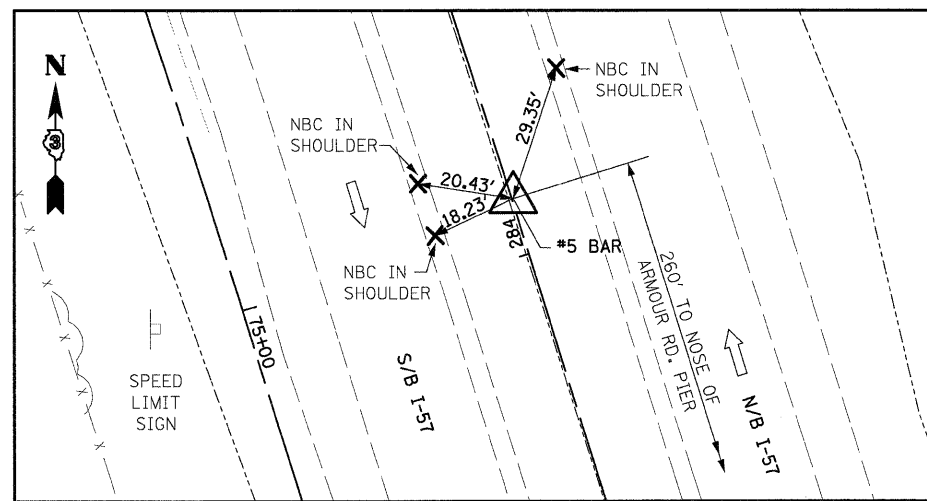 N
3
NBC IN
SHOULDER
29.35'
NBC IN
SHOULDER
20.43'
18.23'
284
#5 BAR
NBC IN
SHOULDER
260' TO NOSE OF
ARMOUR RD. PIER
75+00
S/B I-57
N/B I-57
SPEED
LIMIT
SIGN
X
X
X
X
X